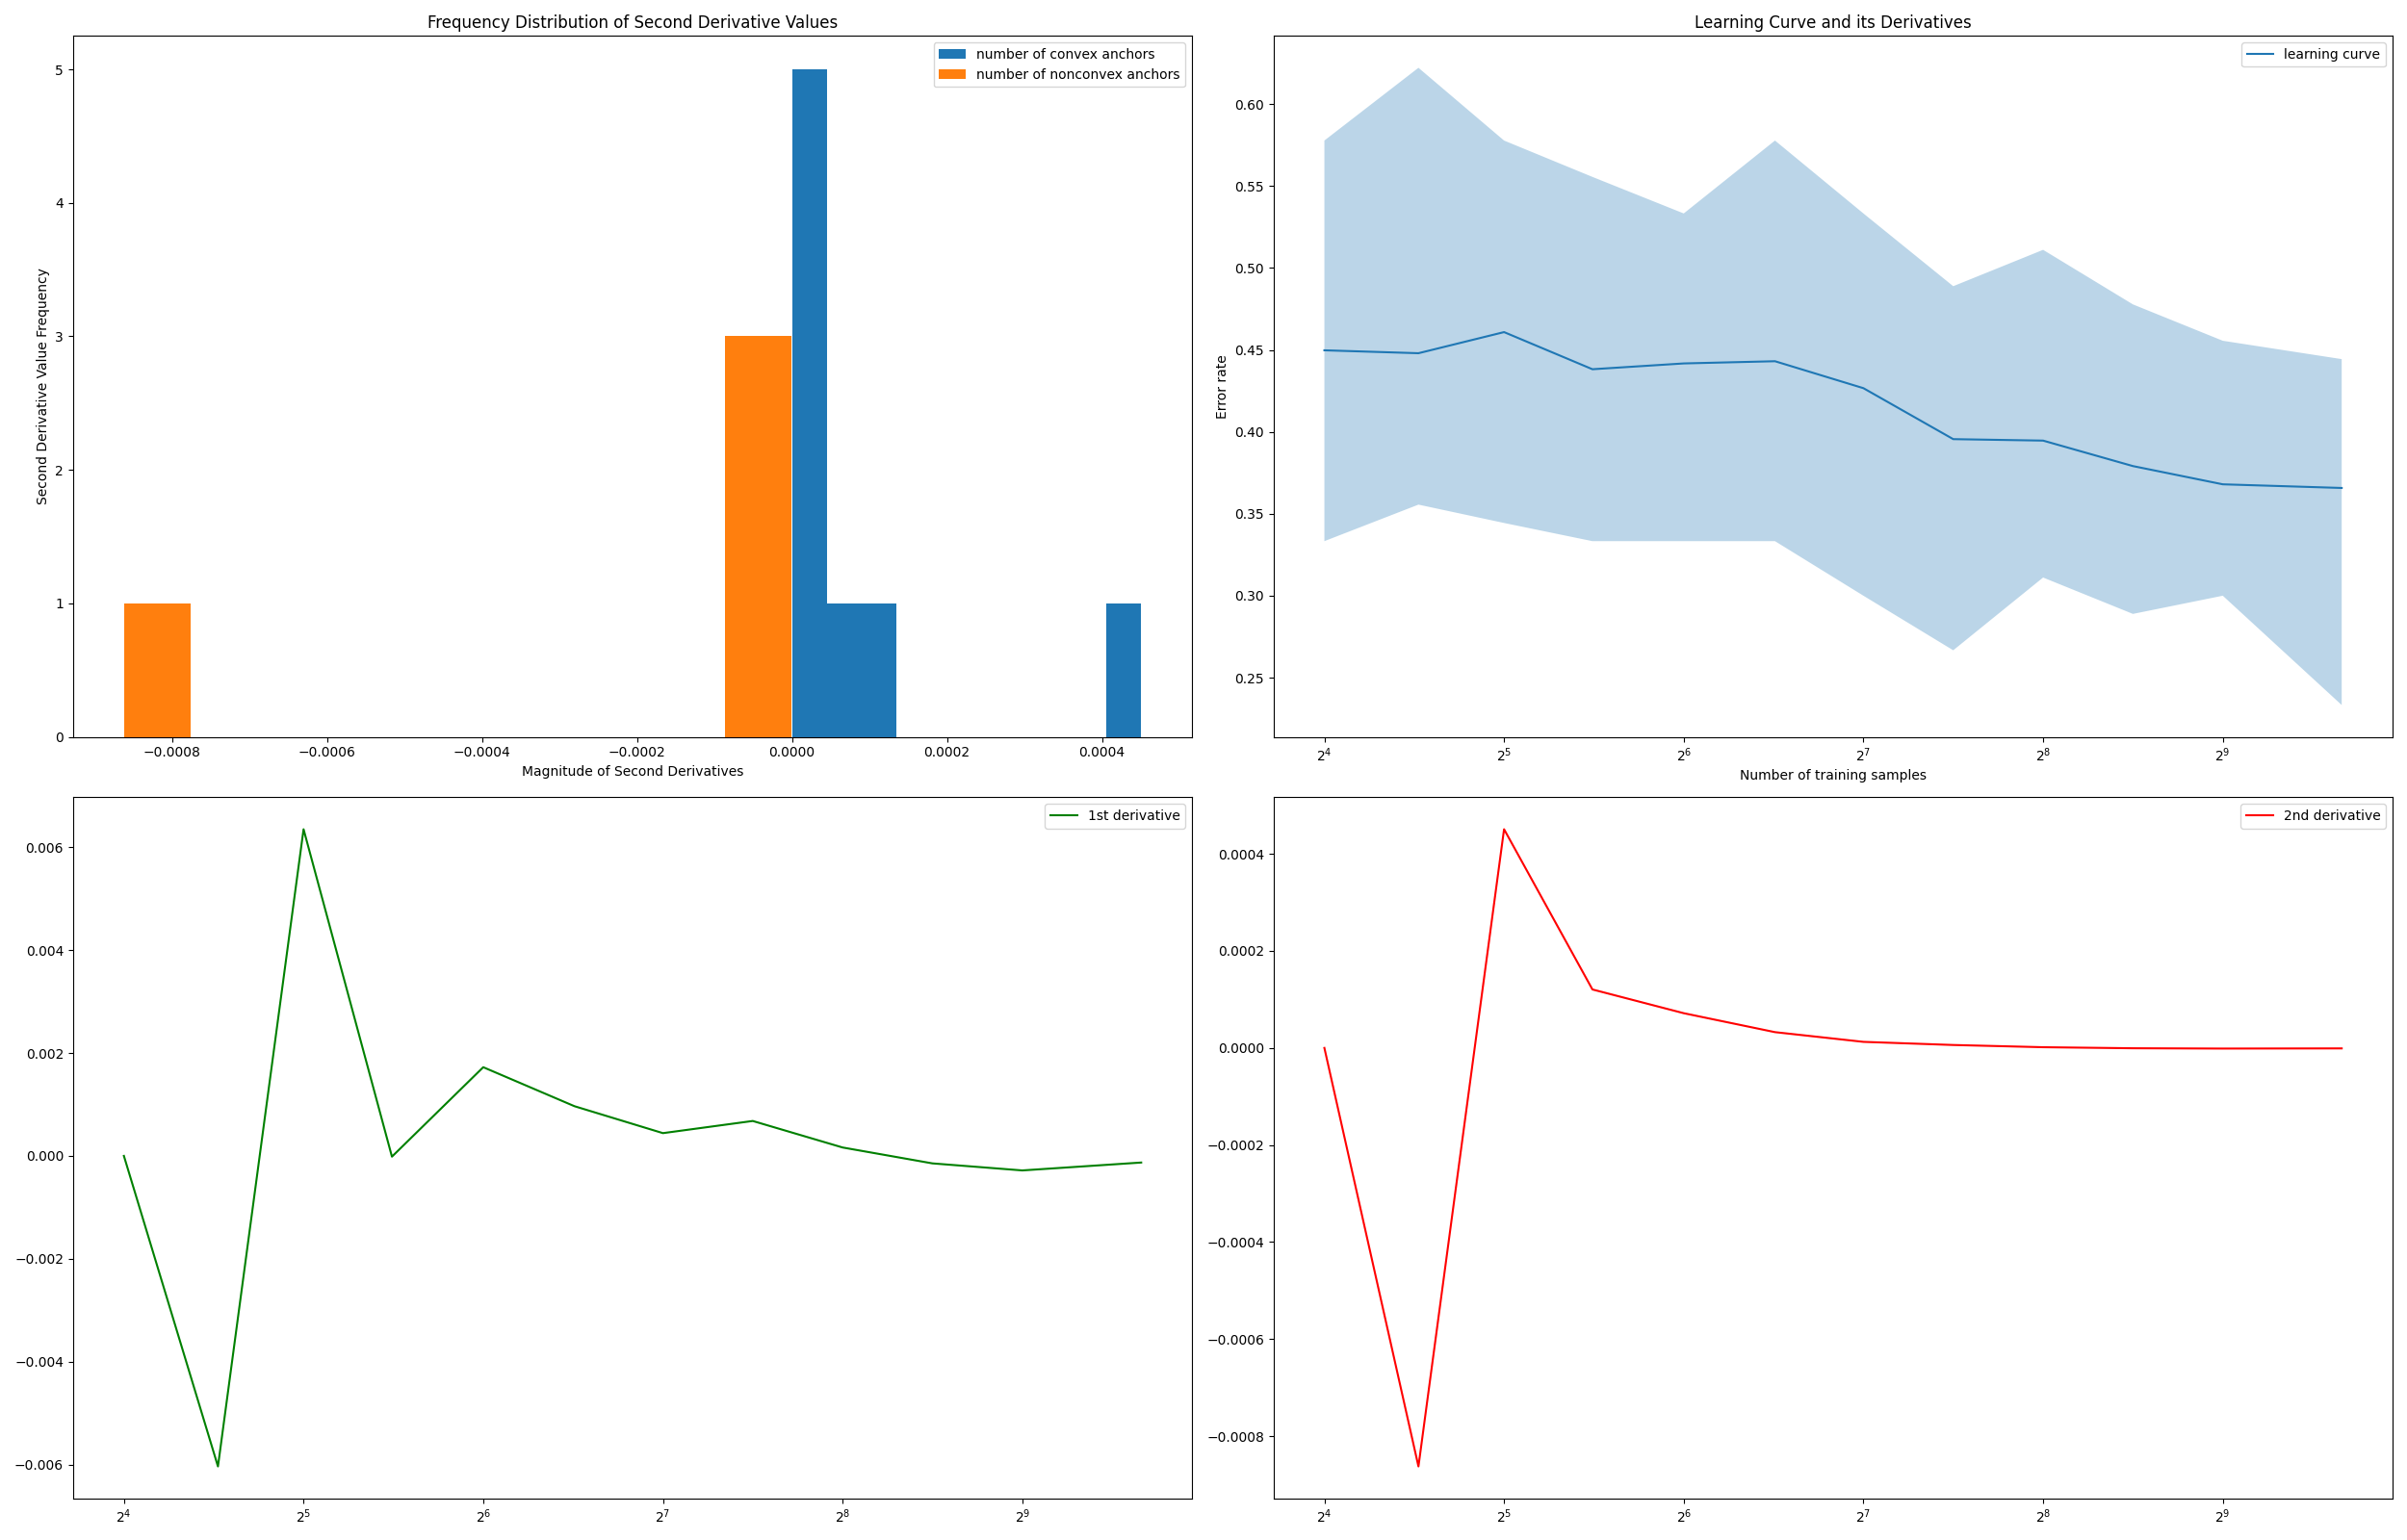 Frequency Distribution of Second Derivative Values
number of convex anchors
number of nonconvex anchors
Second Derivative Value Frequency
5
4
3
2
1
0
−0.0008 −0.0006 −0.0004 −0.0002 0.0000 0.0002 0.0004
Magnitude of Second Derivatives
Learning Curve and its Derivatives
learning curve
Error rate
0.60
0.55
0.50
0.45
0.40
0.35
0.30
0.25
2⁴ 2⁵ 2⁶ 2⁷ 2⁸ 2⁹
Number of training samples
1st derivative
0.006
0.004
0.002
0.000
−0.002
−0.004
−0.006
2⁴ 2⁵ 2⁶ 2⁷ 2⁸ 2⁹
2nd derivative
0.0004
0.0002
0.0000
−0.0002
−0.0004
−0.0006
−0.0008
2⁴ 2⁵ 2⁶ 2⁷ 2⁸ 2⁹